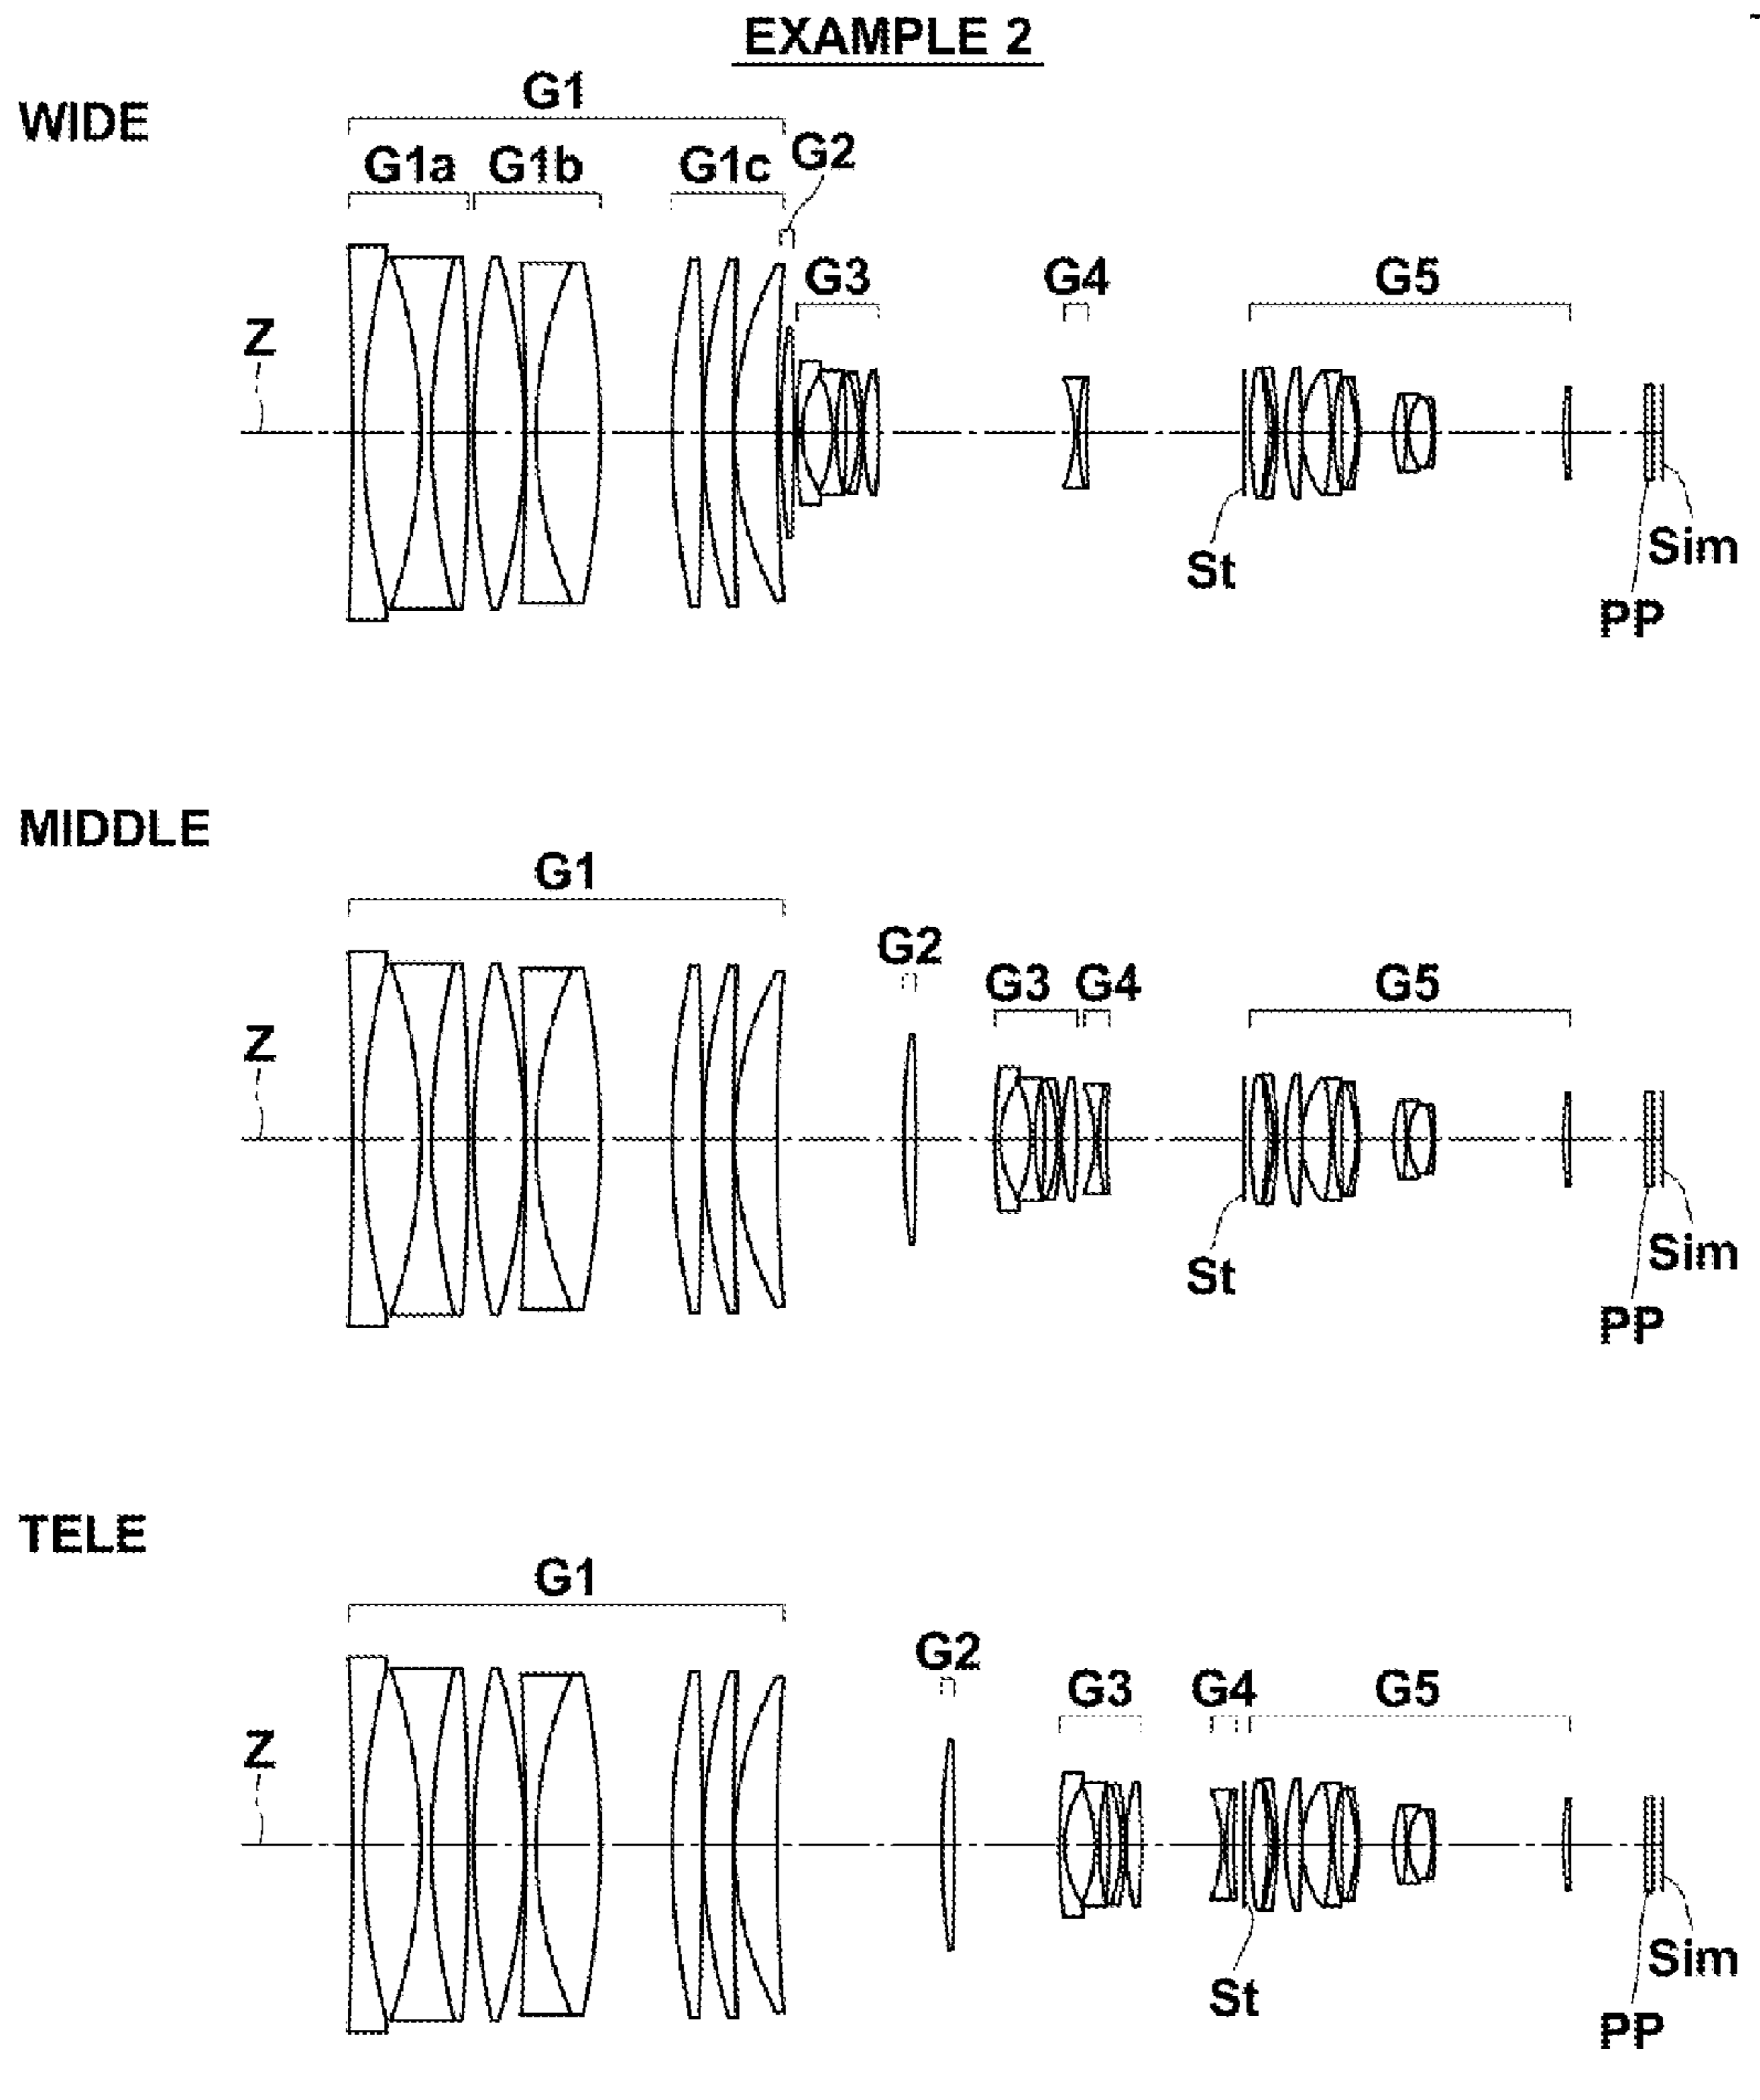 EXAMPLE 2
WIDE
G1
G1a G1b G1c G2
G3 G4 G5
Z
St
Sim
PP
MIDDLE
G1
G2
G3 G4 G5
Z
St
Sim
PP
TELE
G1
G2
G3 G4 G5
Z
St
Sim
PP